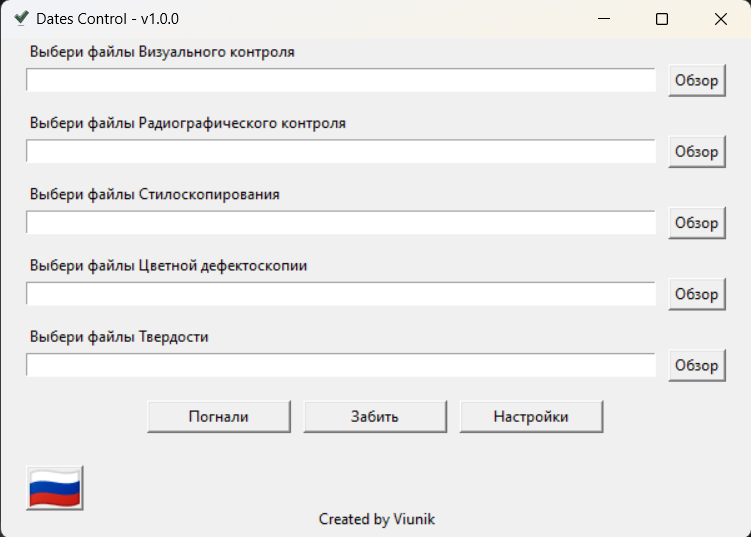 Dates Control - v1.0.0
Выбери файлы Визуального контроля
Обзор
Выбери файлы Радиографического контроля
Обзор
Выбери файлы Стилоскопирования
Обзор
Выбери файлы Цветной дефектоскопии
Обзор
Выбери файлы Твердости
Обзор
Погнали Забить Настройки
Created by Viunik